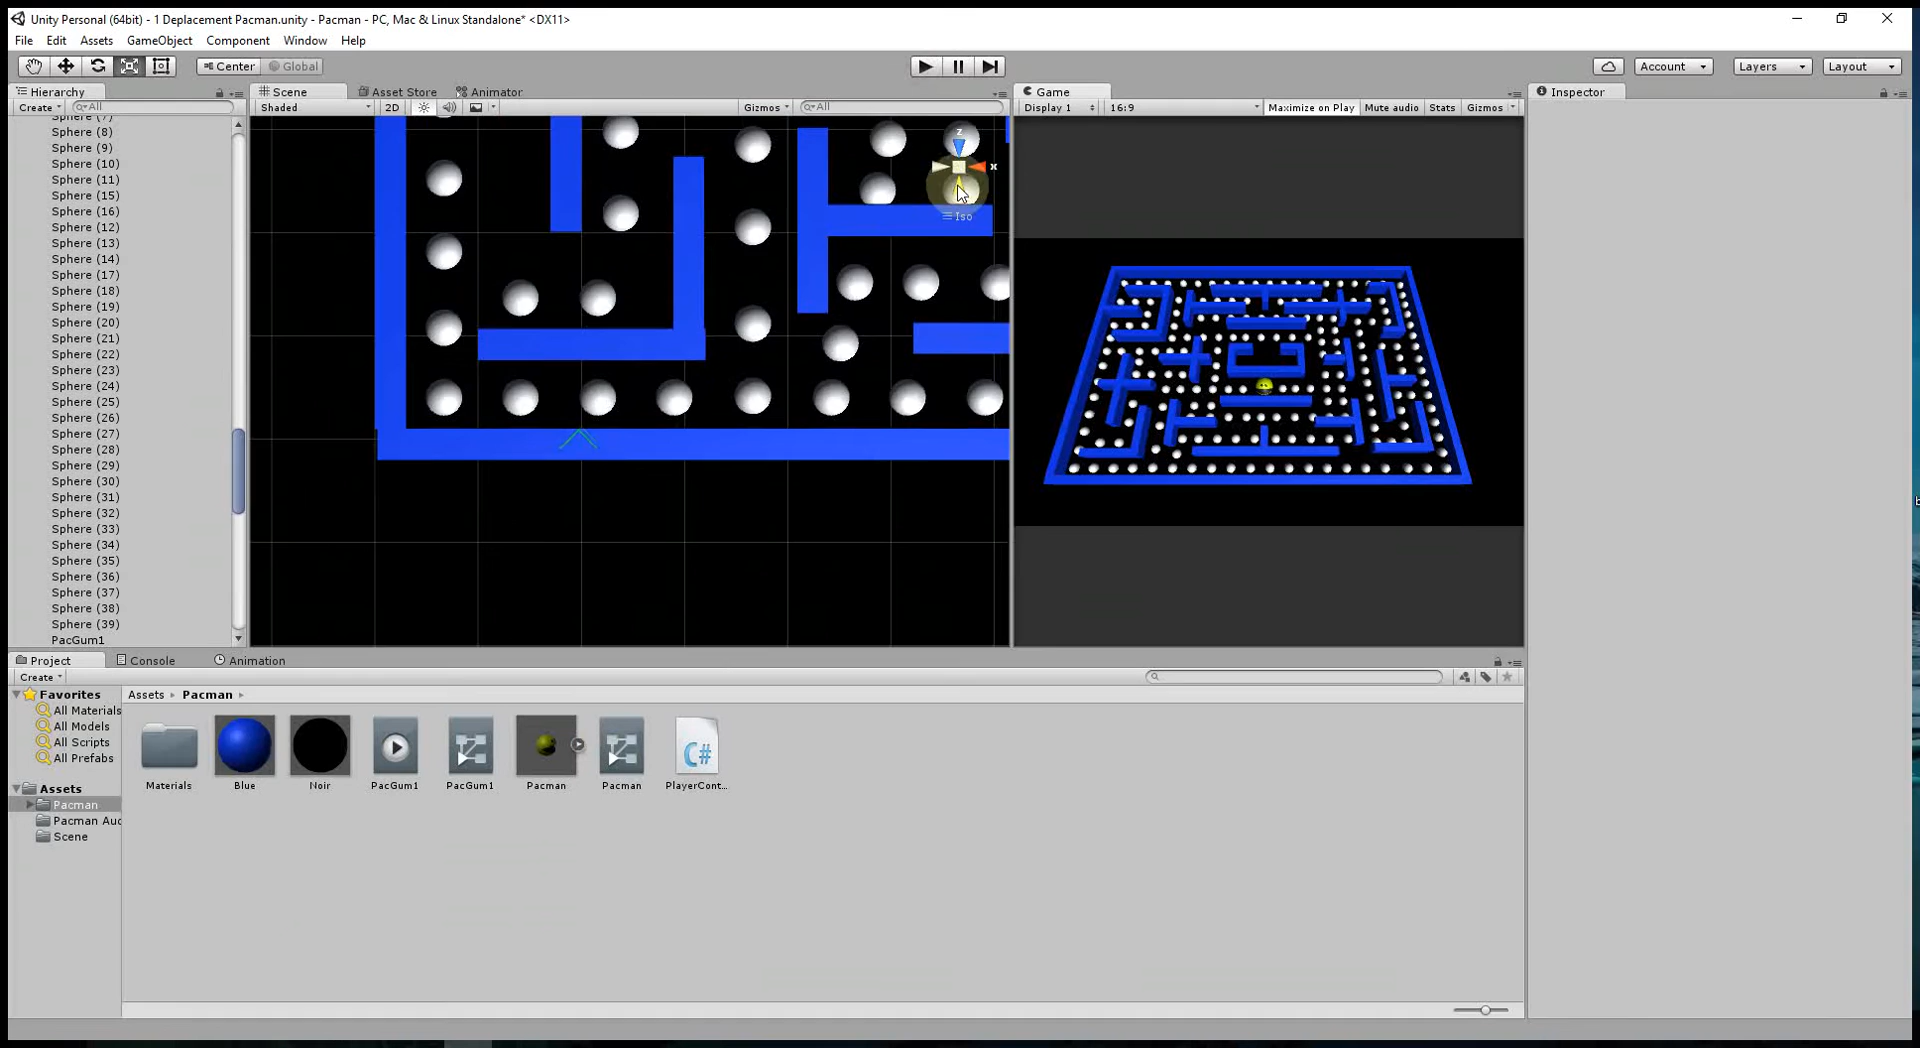 Unity Personal (64bit) - 1 Deplacement Pacman.unity - Pacman - PC, Mac & Linux Standalone* <DX11>
File Edit Assets GameObject Component Window Help
Center Global Account Layers Layout
Hierarchy Scene Asset Store Animator Game Inspector
Create All Shaded 2D Gizmos All Display 1 16:9 Maximize on Play Mute audio Stats Gizmos
Sphere (7)
Sphere (8)
Sphere (9)
Sphere (10)
Sphere (11)
Sphere (15)
Sphere (16)
Sphere (12)
Sphere (13)
Sphere (14)
Sphere (17)
Sphere (18)
Sphere (19)
Sphere (20)
Sphere (21)
Sphere (22)
Sphere (23)
Sphere (24)
Sphere (25)
Sphere (26)
Sphere (27)
Sphere (28)
Sphere (29)
Sphere (30)
Sphere (31)
Sphere (32)
Sphere (33)
Sphere (34)
Sphere (35)
Sphere (36)
Sphere (37)
Sphere (38)
Sphere (39)
PacGum1
z
x
Iso
Project Console Animation
Create
Favorites
All Materials
All Models
All Scripts
All Prefabs
Assets
Pacman
Pacman Aud
Scene
Assets Pacman
C#
Materials Blue Noir PacGum1 PacGum1 Pacman Pacman PlayerCont...